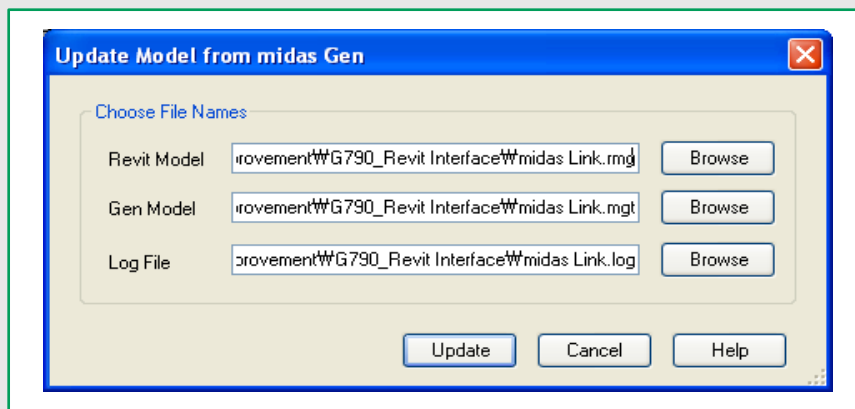 Update Model from midas Gen
Choose File Names
Revit Model rovement₩G790_Revit Interface₩midas Link.rmg Browse
Gen Model rovement₩G790_Revit Interface₩midas Link.mgt Browse
Log File provement₩G790_Revit Interface₩midas Link.log Browse
Update Cancel Help